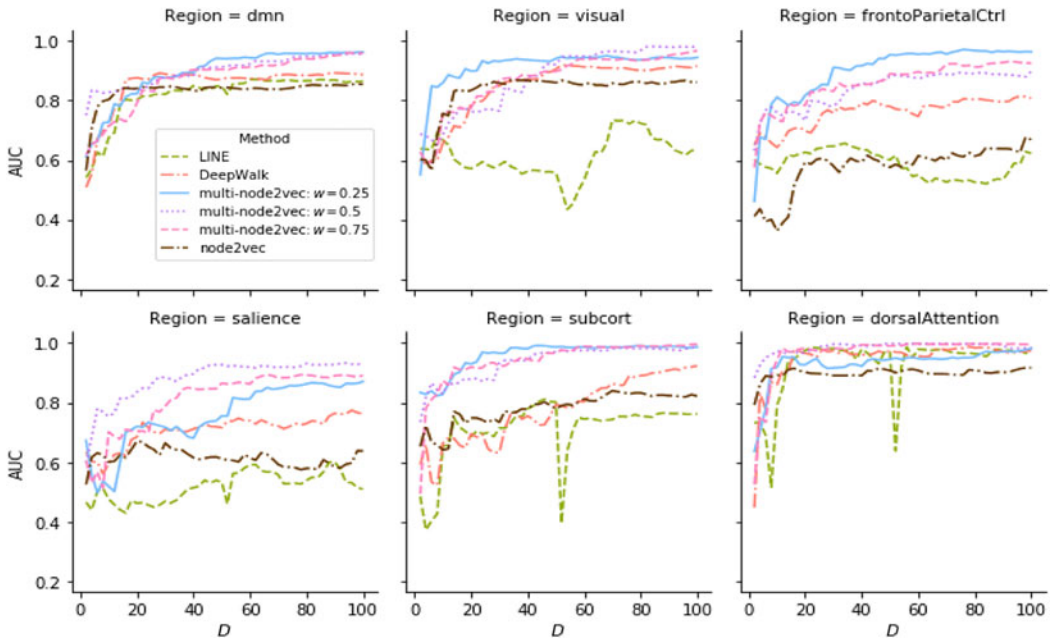 Region = dmn
Region = visual
Region = frontoParietalCtrl
1.0
0.8
0.6
0.4
0.2
AUC
Method
LINE
DeepWalk
multi-node2vec: w = 0.25
multi-node2vec: w = 0.5
multi-node2vec: w = 0.75
node2vec
Region = salience
Region = subcort
Region = dorsalAttention
1.0
0.8
0.6
0.4
0.2
AUC
0 20 40 60 80 100
0 20 40 60 80 100
0 20 40 60 80 100
D
D
D